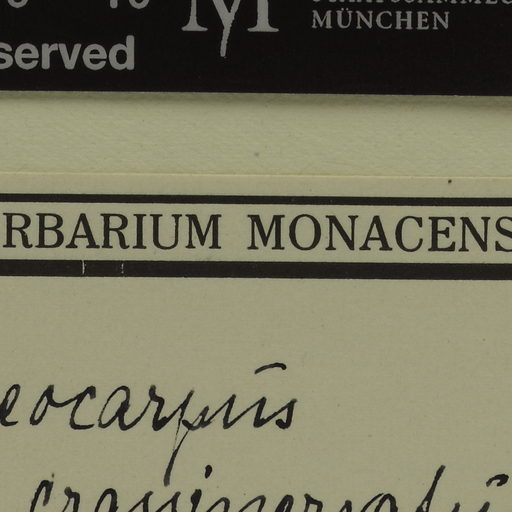 MÜNCHEN
served
RBARIUM MONACENS
eocarpus